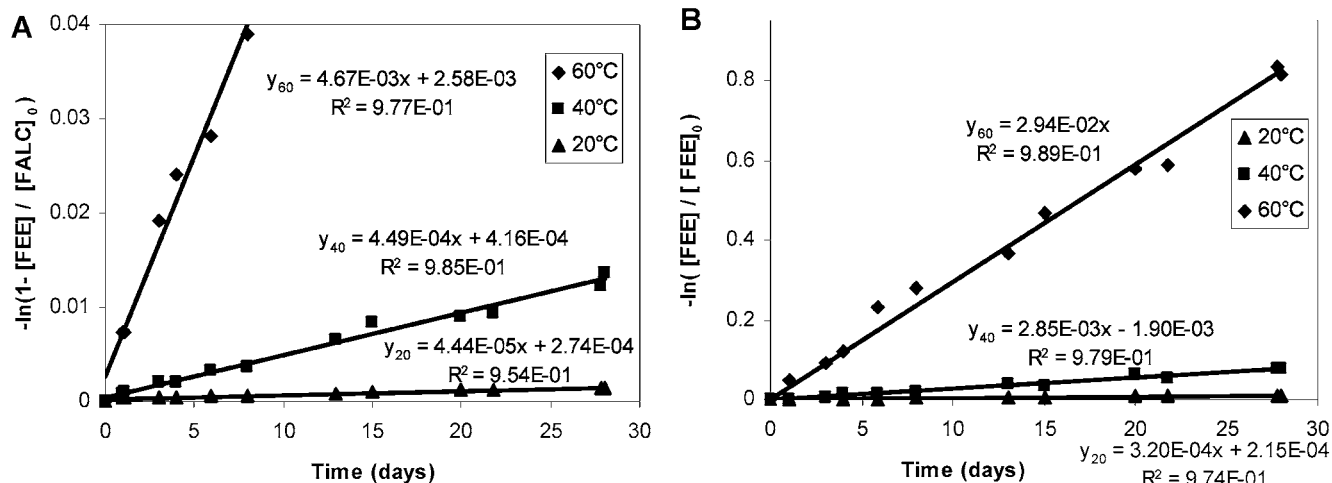 A
-ln(1- [FEE] / [FALC]₀ )
0.04
0.03
0.02
0.01
0
y₆₀ = 4.67E-03x + 2.58E-03
R² = 9.77E-01
60°C
40°C
20°C
y₄₀ = 4.49E-04x + 4.16E-04
R² = 9.85E-01
y₂₀ = 4.44E-05x + 2.74E-04
R² = 9.54E-01
0 5 10 15 20 25 30
Time (days)
B
-ln( [FEE] / [ FEE]₀ )
0.8
0.6
0.4
0.2
0
y₆₀ = 2.94E-02x
R² = 9.89E-01
20°C
40°C
60°C
y₄₀ = 2.85E-03x - 1.90E-03
R² = 9.79E-01
0 5 10 15 20 25 30
Time (days)
y₂₀ = 3.20E-04x + 2.15E-04
R² = 9.74E-01